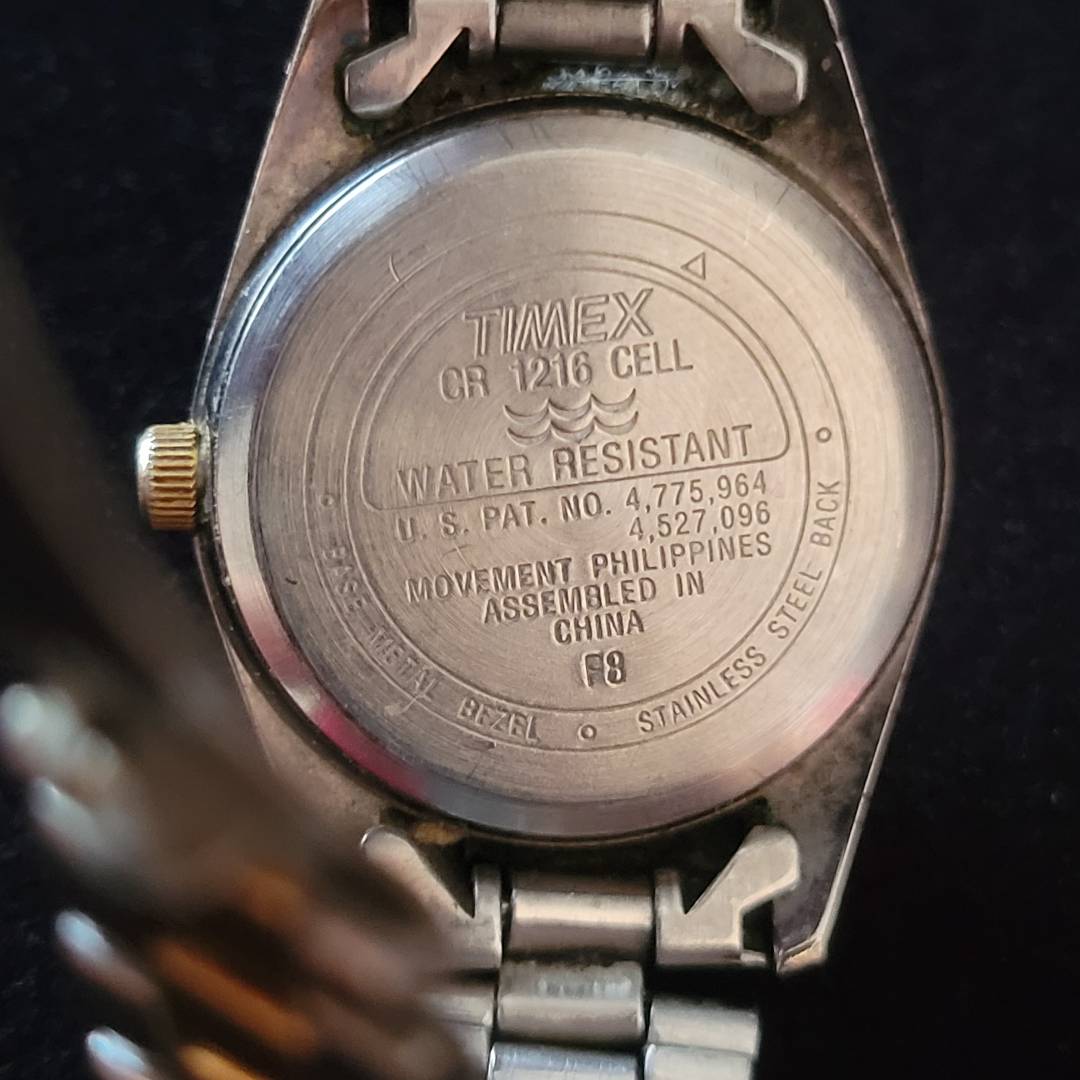 TIMEX
CR 1216 CELL
WATER RESISTANT
U. S. PAT. NO. 4,775,964
4,527,096
MOVEMENT PHILIPPINES
ASSEMBLED IN
CHINA
F8
BASE METAL BEZEL
STAINLESS STEEL BACK